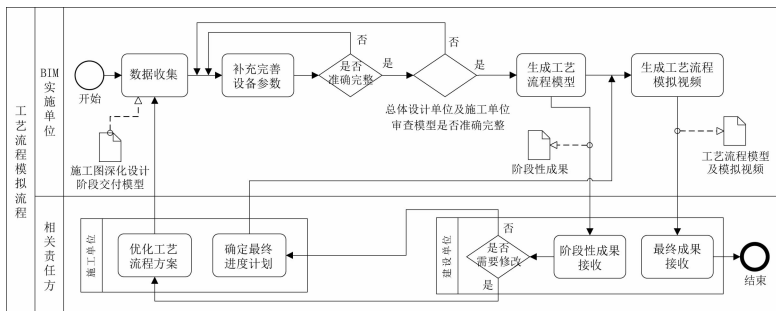 工艺流程模拟流程
BIM
实施单位
开始
数据收集
补充完善
设备参数
否
是否
准确完整
是
否
是
总体设计单位及施工单位
审查模型是否准确完整
生成工艺
流程模型
生成工艺流程
模拟视频
施工图深化设计
阶段交付模型
阶段性成果
工艺流程模型
及模拟视频
相关责任方
施工单位
优化工艺
流程方案
确定最终
进度计划
建设单位
否
是否
需要修改
是
阶段性成果
接收
最终成果
接收
结束